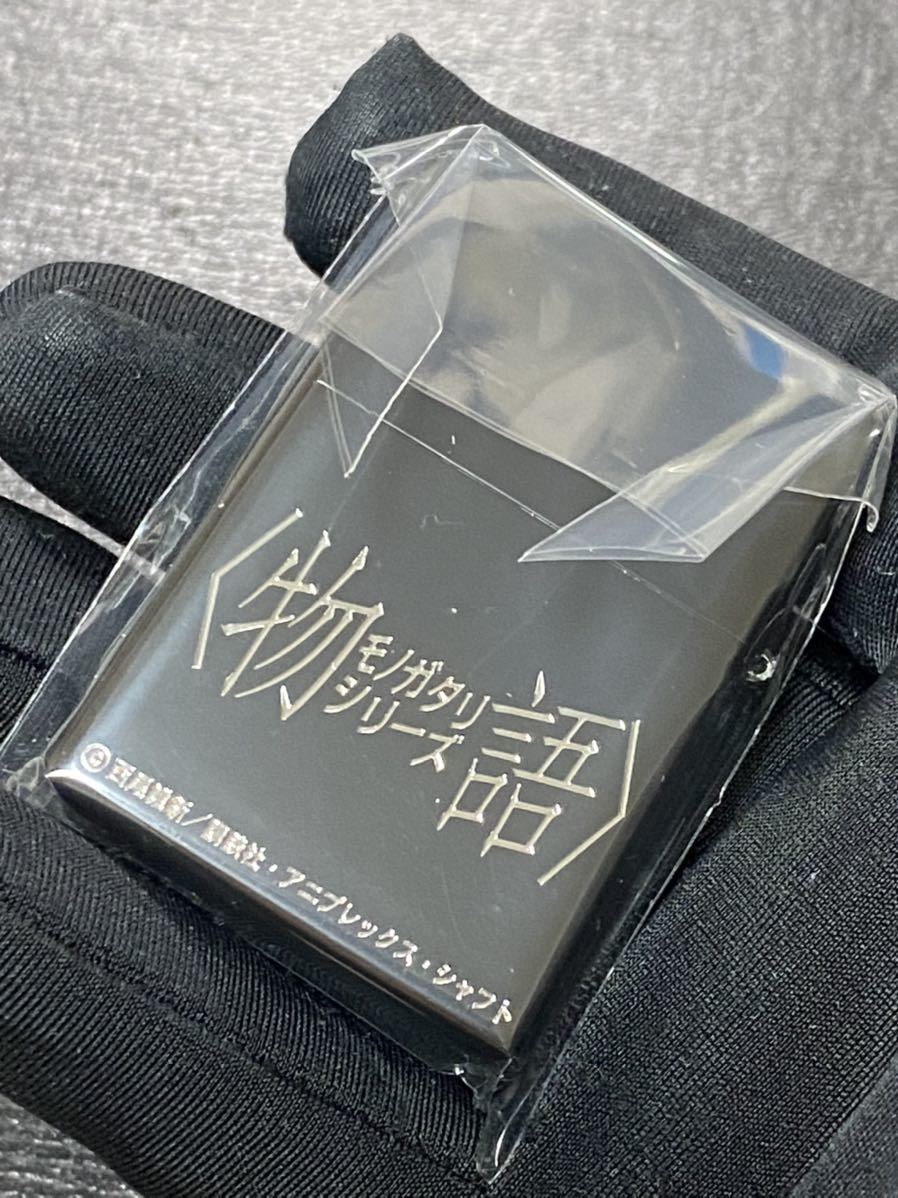 〈物語〉
モノガタリ
シリーズ
©西尾維新/講談社・アニプレックス・シャフト